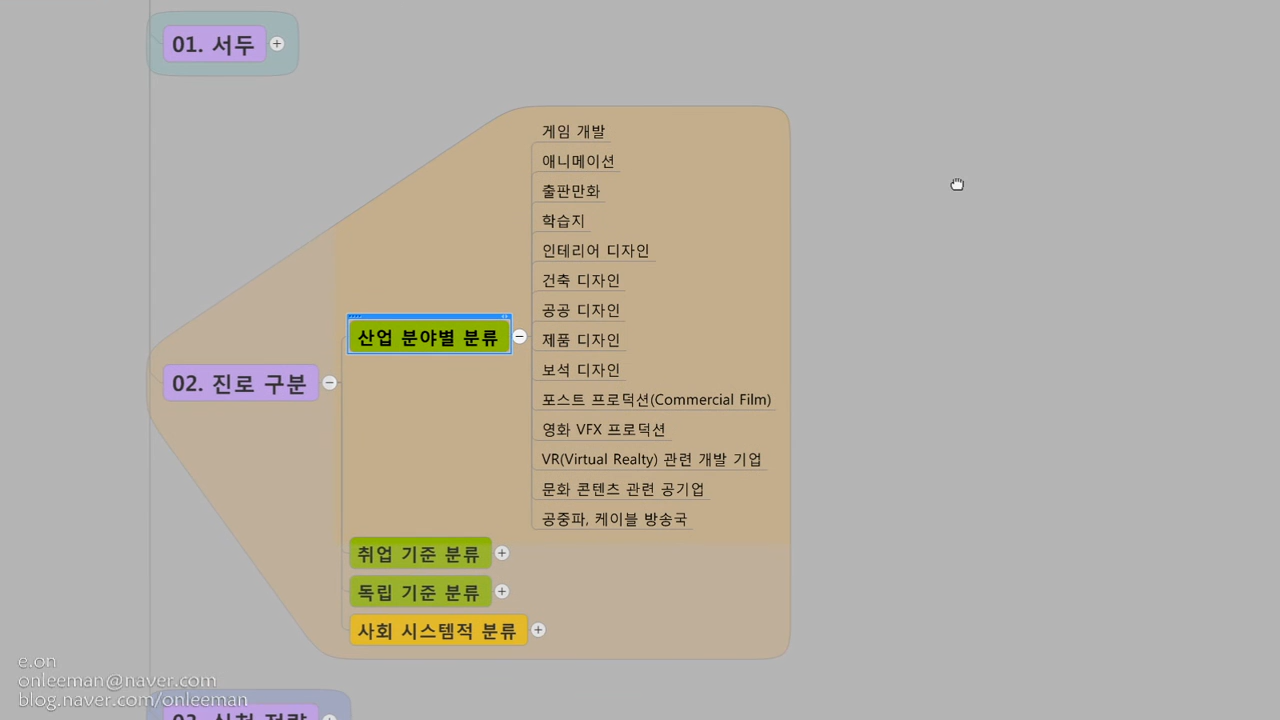 01. 서두
게임 개발
애니메이션
출판만화
학습지
인테리어 디자인
건축 디자인
공공 디자인
산업 분야별 분류
제품 디자인
보석 디자인
02. 진로 구분
포스트 프로덕션(Commercial Film)
영화 VFX 프로덕션
VR(Virtual Realty) 관련 개발 기업
문화 콘텐츠 관련 공기업
공중파, 케이블 방송국
취업 기준 분류
독립 기준 분류
사회 시스템적 분류
e.on
onleeman@naver.com
blog.naver.com/onleeman